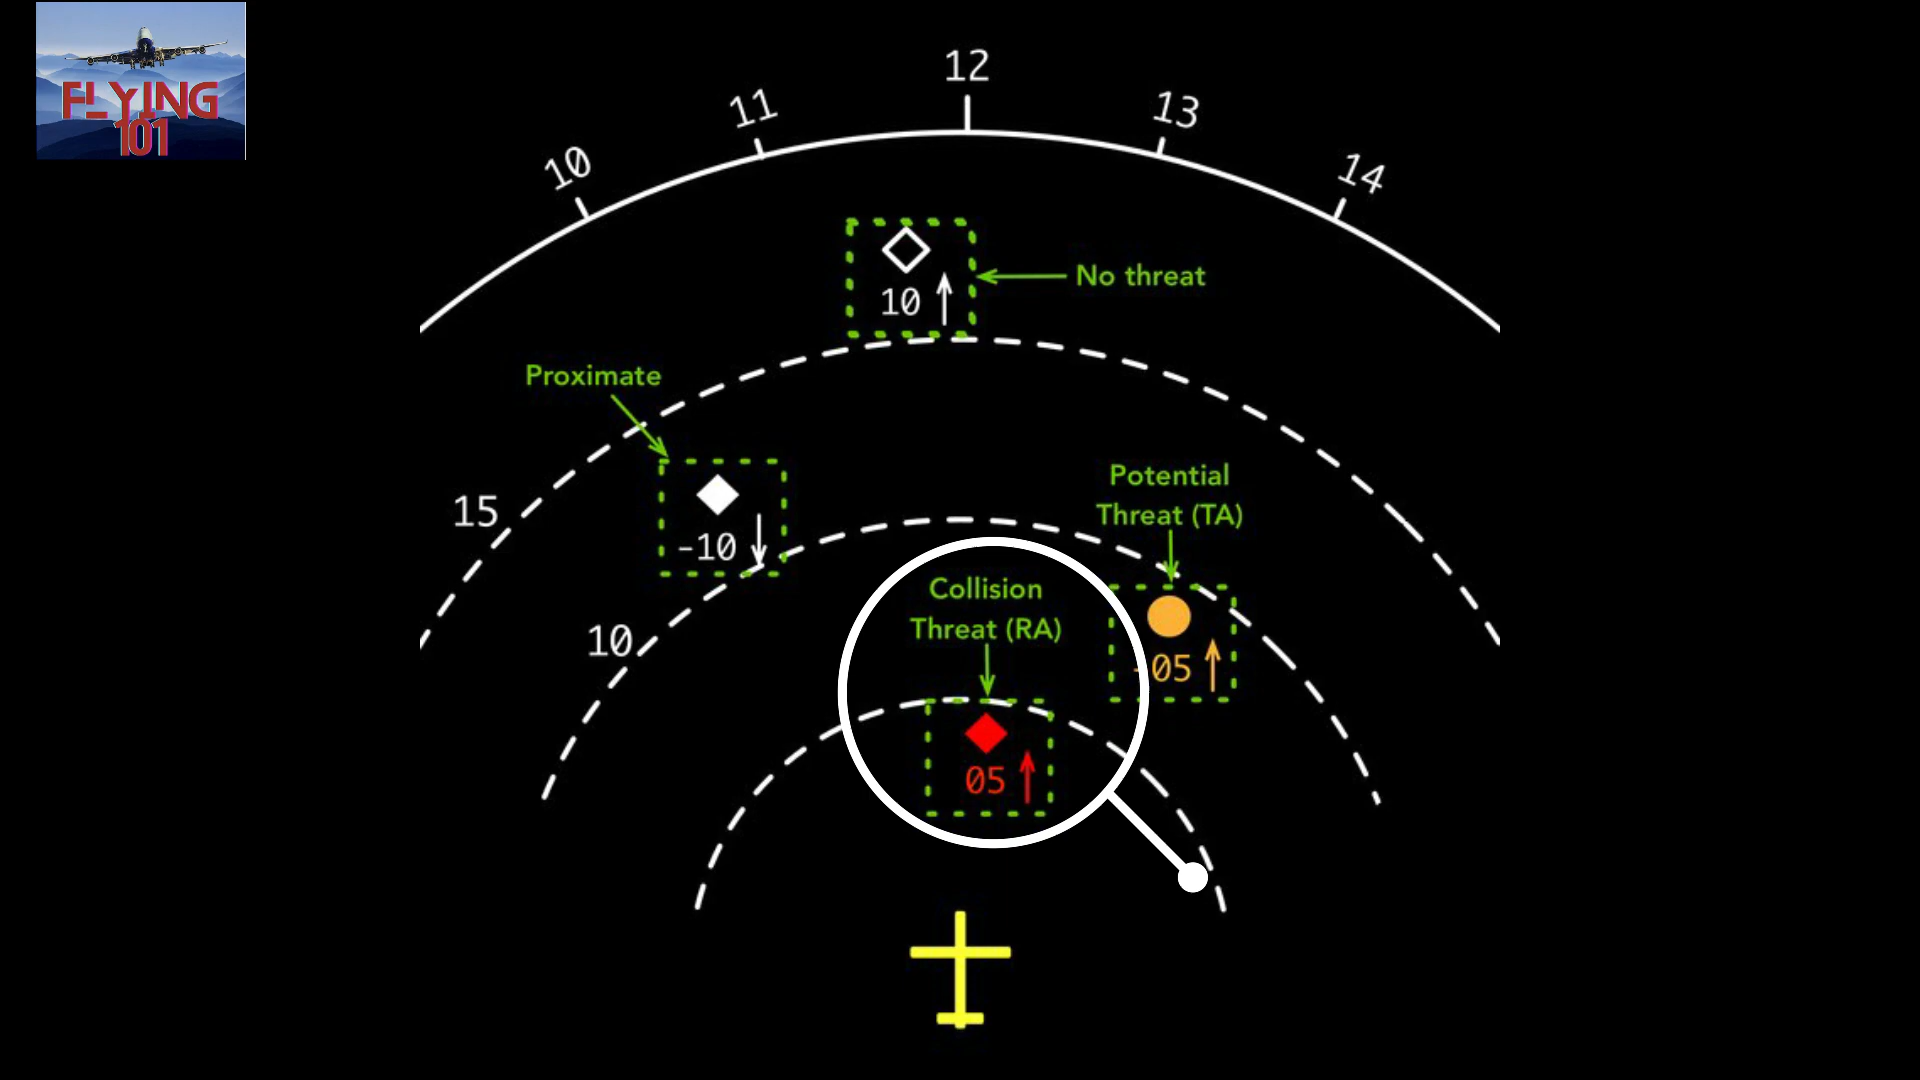 FLYING
101
12
11
13
10
14
No threat
10
Proximate
Potential
Threat (TA)
15
-10
Collision
Threat (RA)
10
-05
05